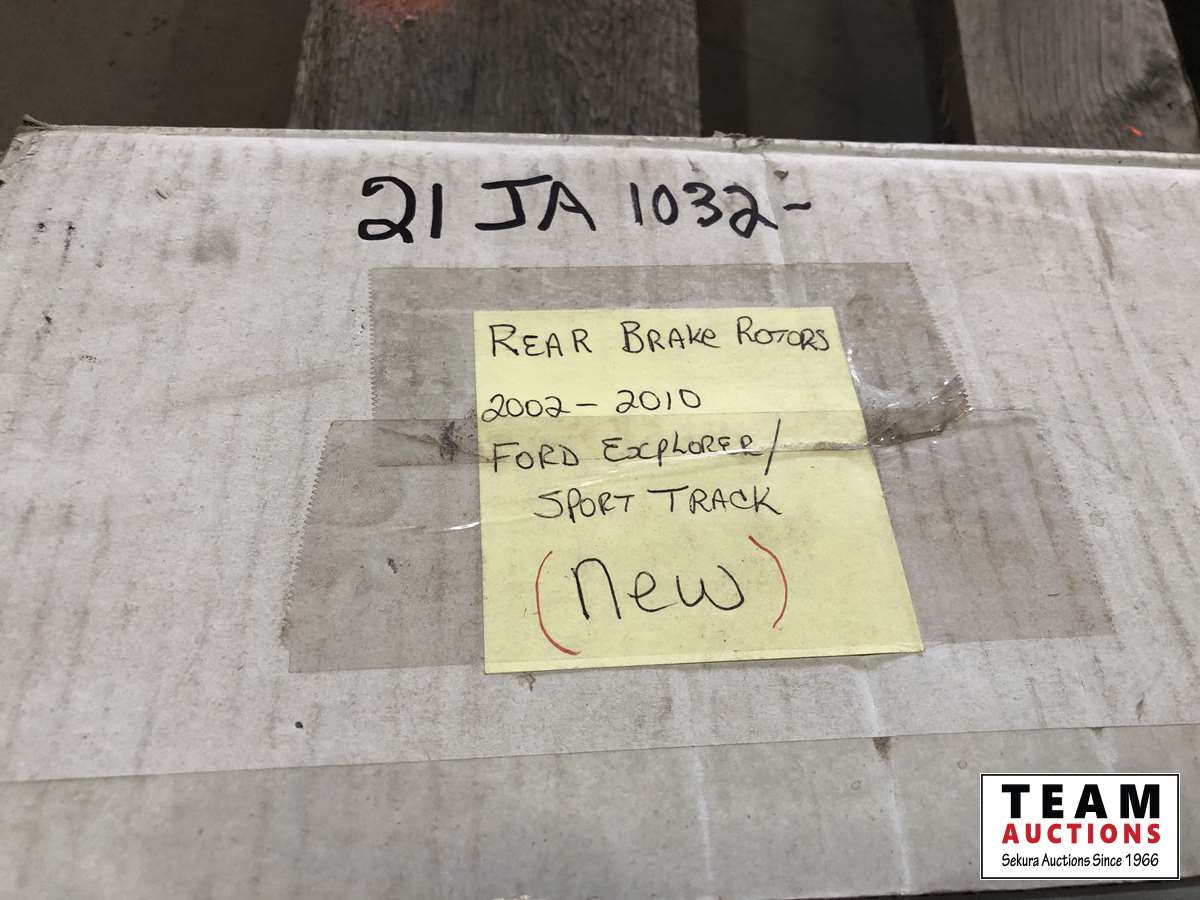 21 JA 1032-
REAR BRAKE ROTORS
2002-2010
FORD EXPLORER/
SPORT TRACK
(New)
TEAM
AUCTIONS
Sekura Auctions Since 1966